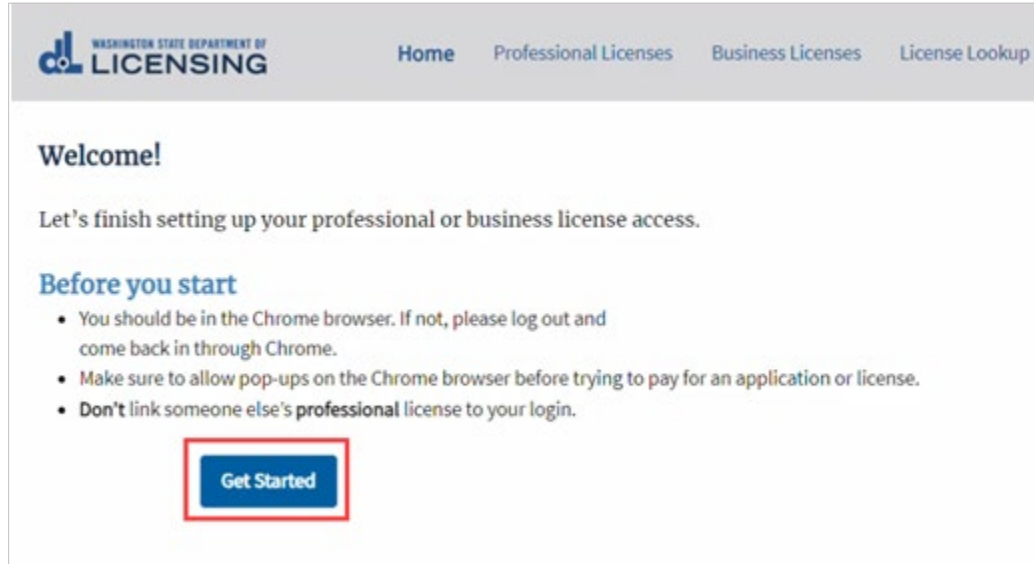 WASHINGTON STATE DEPARTMENT OF
LICENSING
Home Professional Licenses Business Licenses License Lookup
Welcome!
Let’s finish setting up your professional or business license access.
Before you start
• You should be in the Chrome browser. If not, please log out and
come back in through Chrome.
• Make sure to allow pop-ups on the Chrome browser before trying to pay for an application or license.
• Don't link someone else's professional license to your login.
Get Started